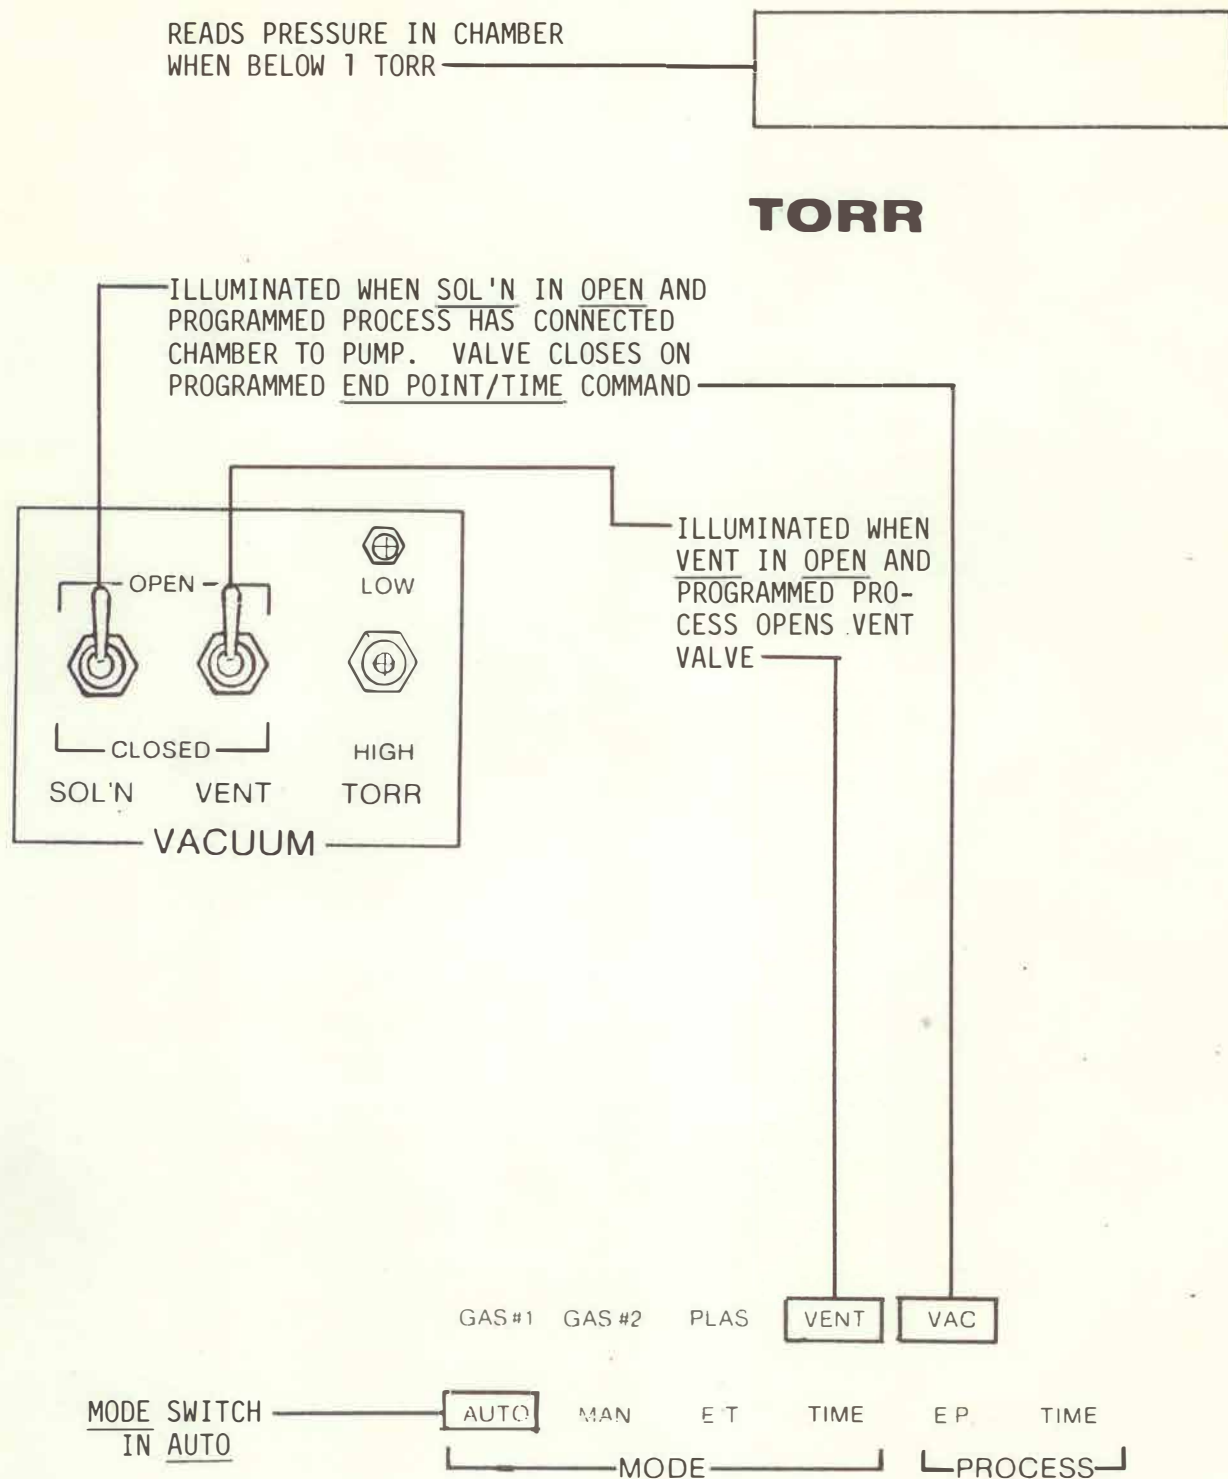 READS PRESSURE IN CHAMBER
WHEN BELOW 1 TORR
TORR
ILLUMINATED WHEN SOL'N IN OPEN AND
PROGRAMMED PROCESS HAS CONNECTED
CHAMBER TO PUMP. VALVE CLOSES ON
PROGRAMMED END POINT/TIME COMMAND
ILLUMINATED WHEN
VENT IN OPEN AND
PROGRAMMED PRO-
CESS OPENS VENT
VALVE
OPEN
LOW
CLOSED
HIGH
SOL'N VENT TORR
VACUUM
GAS #1 GAS #2 PLAS VENT VAC
MODE SWITCH
IN AUTO
AUTO MAN E T TIME E P TIME
MODE PROCESS